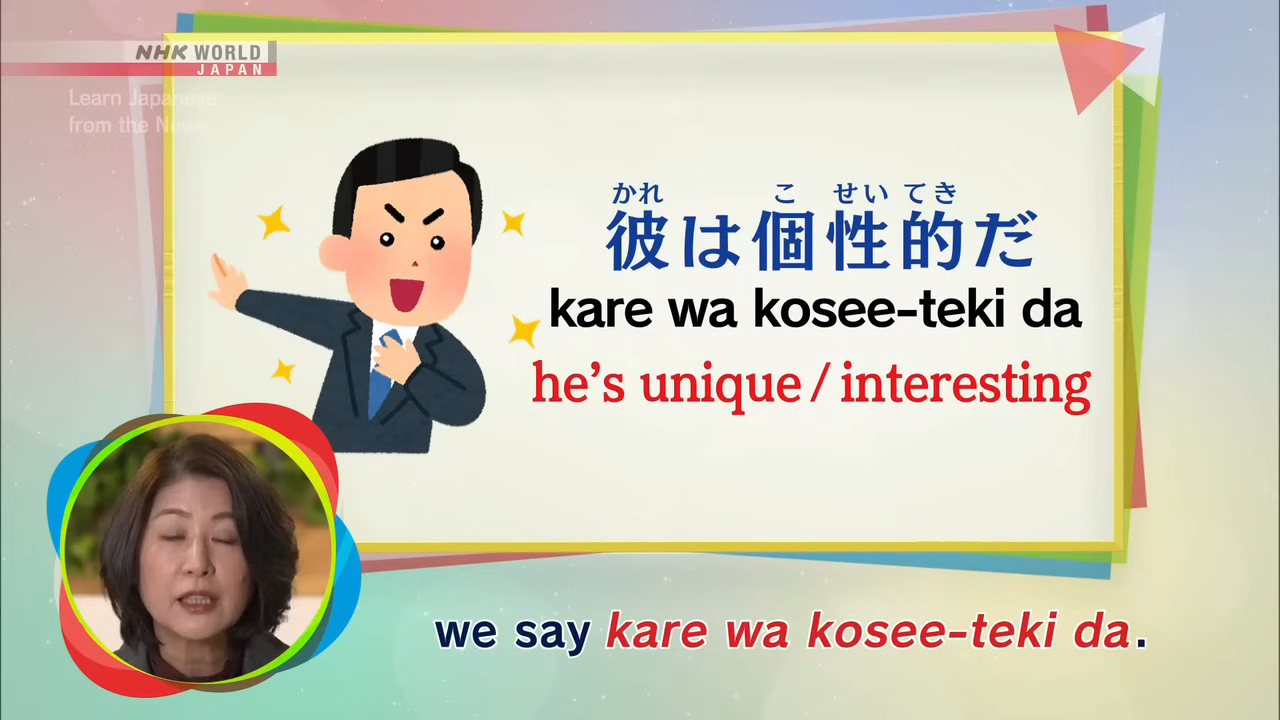 NHK WORLD
JAPAN
Learn Japanese
from the News
かれ こ せい てき
彼は個性的だ
kare wa kosee-teki da
he's unique / interesting
we say kare wa kosee-teki da.